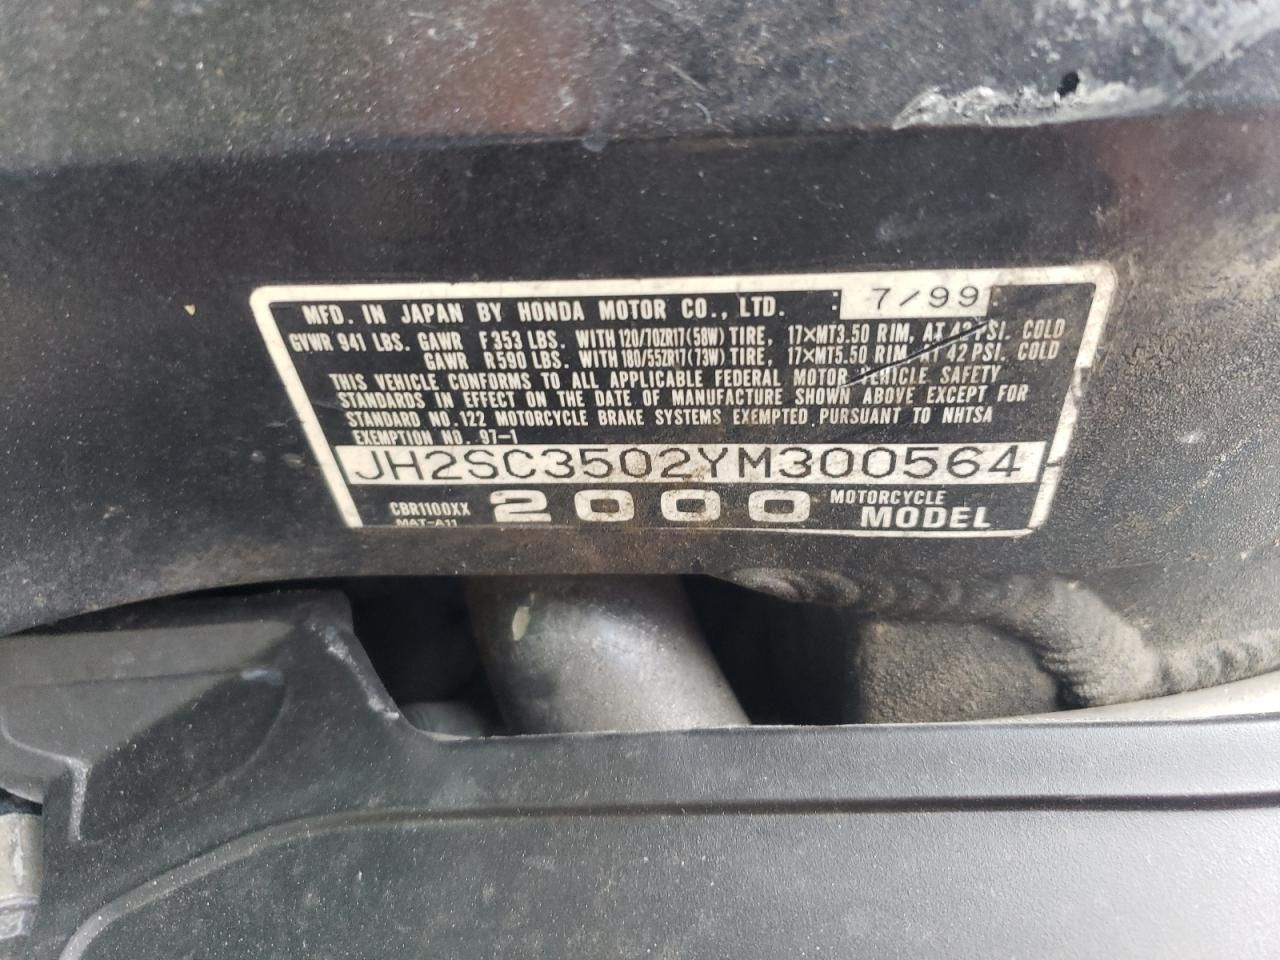 MFD. IN JAPAN BY HONDA MOTOR CO., LTD. : 7/99
GVWR 941 LBS. GAWR F 353 LBS. WITH 120/70ZR17(58W) TIRE, 17×MT3.50 RIM, AT 42 PSI. COLD
GAWR R 590 LBS. WITH 180/55ZR17(73W) TIRE, 17×MT5.50 RIM, AT 42 PSI. COLD
THIS VEHICLE CONFORMS TO ALL APPLICABLE FEDERAL MOTOR VEHICLE SAFETY
STANDARDS IN EFFECT ON THE DATE OF MANUFACTURE SHOWN ABOVE EXCEPT FOR
STANDARD NO.122 MOTORCYCLE BRAKE SYSTEMS EXEMPTED PURSUANT TO NHTSA
EXEMPTION NO. 97-1
JH2SC3502YM300564
CBR1100XX 2000 MOTORCYCLE
MAT-A11 MODEL